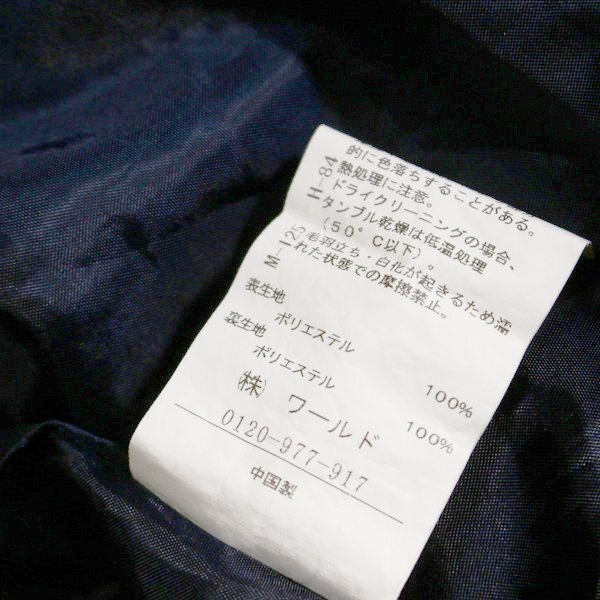 的に色落ちすることがある。
H-84
熱処理に注意。
ドライクリーニングの場合、
タンブル乾燥は低温処理
(50°C以下)。
M-125
毛羽立ち・白化が起きるため濡
れた状態での摩擦禁止。
表生地
ポリエステル
100%
裏生地
ポリエステル
100%
(株) ワールド
0120-977-917
中国製